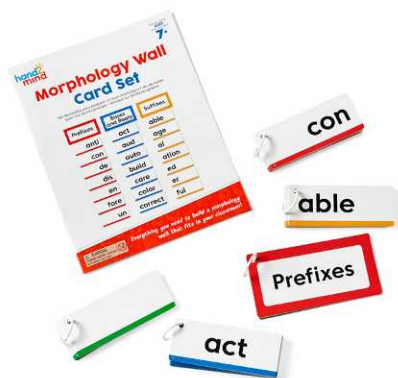 hand2
mind
7+
Morphology Wall
Card Set
Prefixes
Bases
and Roots
Suffixes
anti
act
able
con
aud
age
de
auto
al
dis
build
ation
en
care
ed
fore
color
er
un
correct
ful
Everything you need to build a morphology
wall that fits in your classroom!
con
able
Prefixes
act